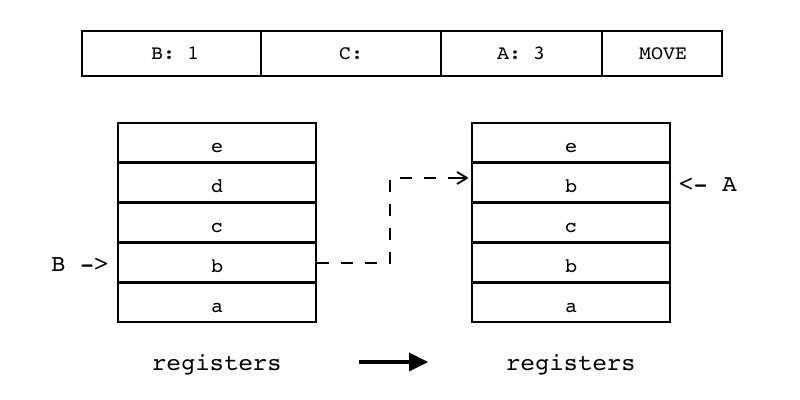 B: 1 C: A: 3 MOVE
e e
d b <- A
c c
B -> b b
a a
registers registers